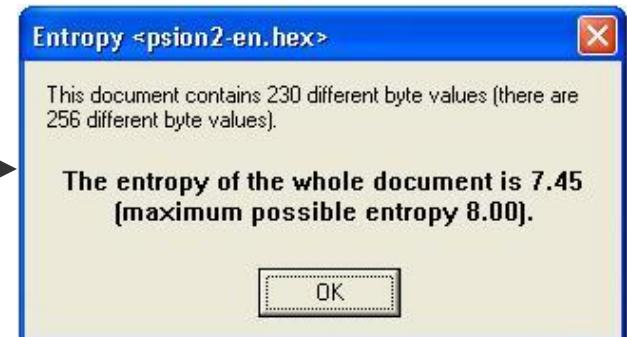 Entropy <psion2-en.hex>
This document contains 230 different byte values (there are
256 different byte values).
The entropy of the whole document is 7.45
(maximum possible entropy 8.00).
OK